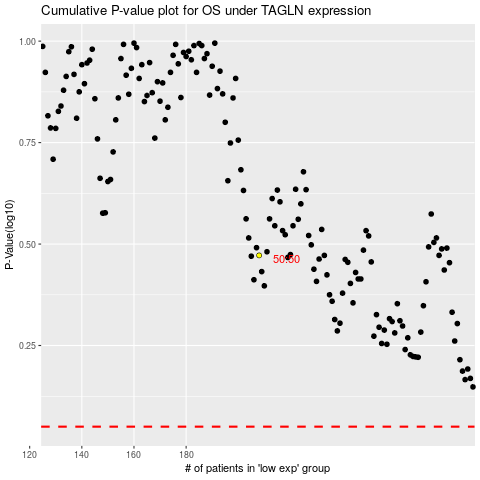 Cumulative P-value plot for OS under TAGLN expression
P-Value(log10)
1.00
0.75
0.50
0.25
50:50
120 140 160 180
# of patients in 'low exp' group